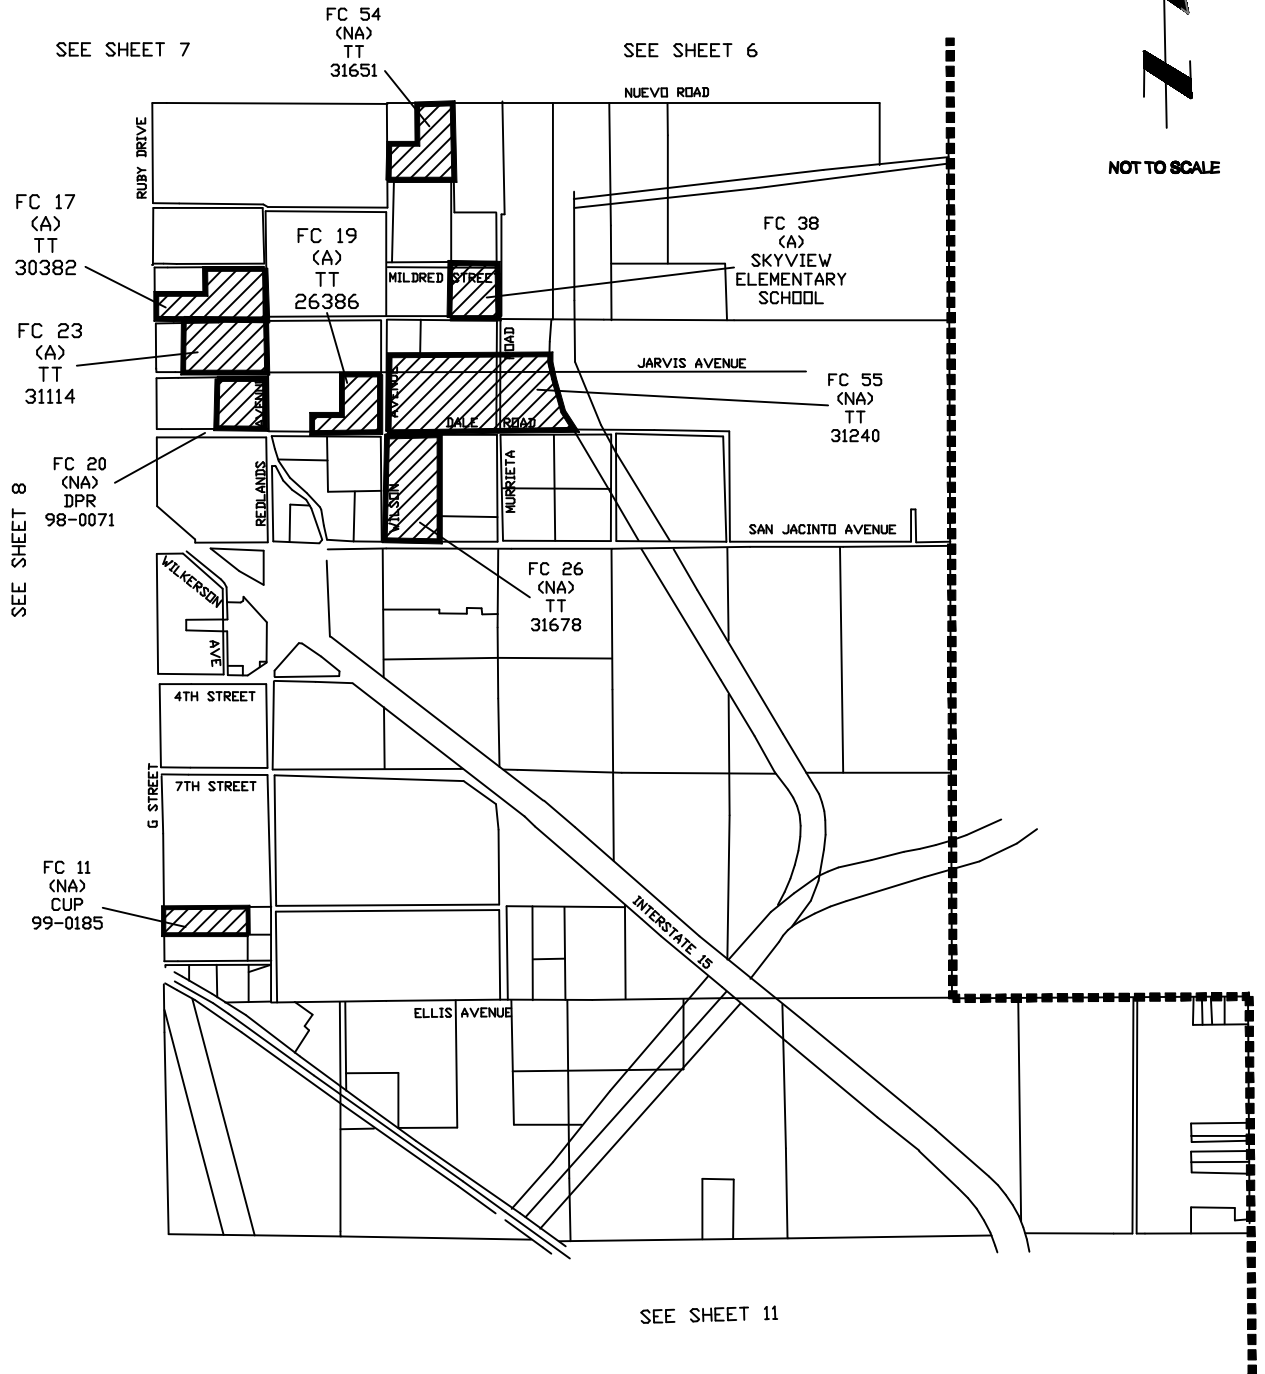 FC 54
(NA)
TT
31651
SEE SHEET 7
SEE SHEET 6
NUEVO ROAD
RUBY DRIVE
NOT TO SCALE
FC 17
(A)
TT
30382
FC 19
(A)
TT
26386
FC 38
(A)
SKYVIEW
ELEMENTARY
SCHOOL
MILDRED STREE
FC 23
(A)
TT
31114
ROAD
JARVIS AVENUE
FC 55
(NA)
TT
31240
AVENUE
AVENUE
DALE ROAD
FC 20
(NA)
DPR
98-0071
REDLANDS
WILSON
MURRIETA
SEE SHEET 8
SAN JACINTO AVENUE
FC 26
(NA)
TT
31678
WILKERSON
AVE
4TH STREET
G STREET
7TH STREET
FC 11
(NA)
CUP
99-0185
INTERSTATE 15
ELLIS AVENUE
SEE SHEET 11